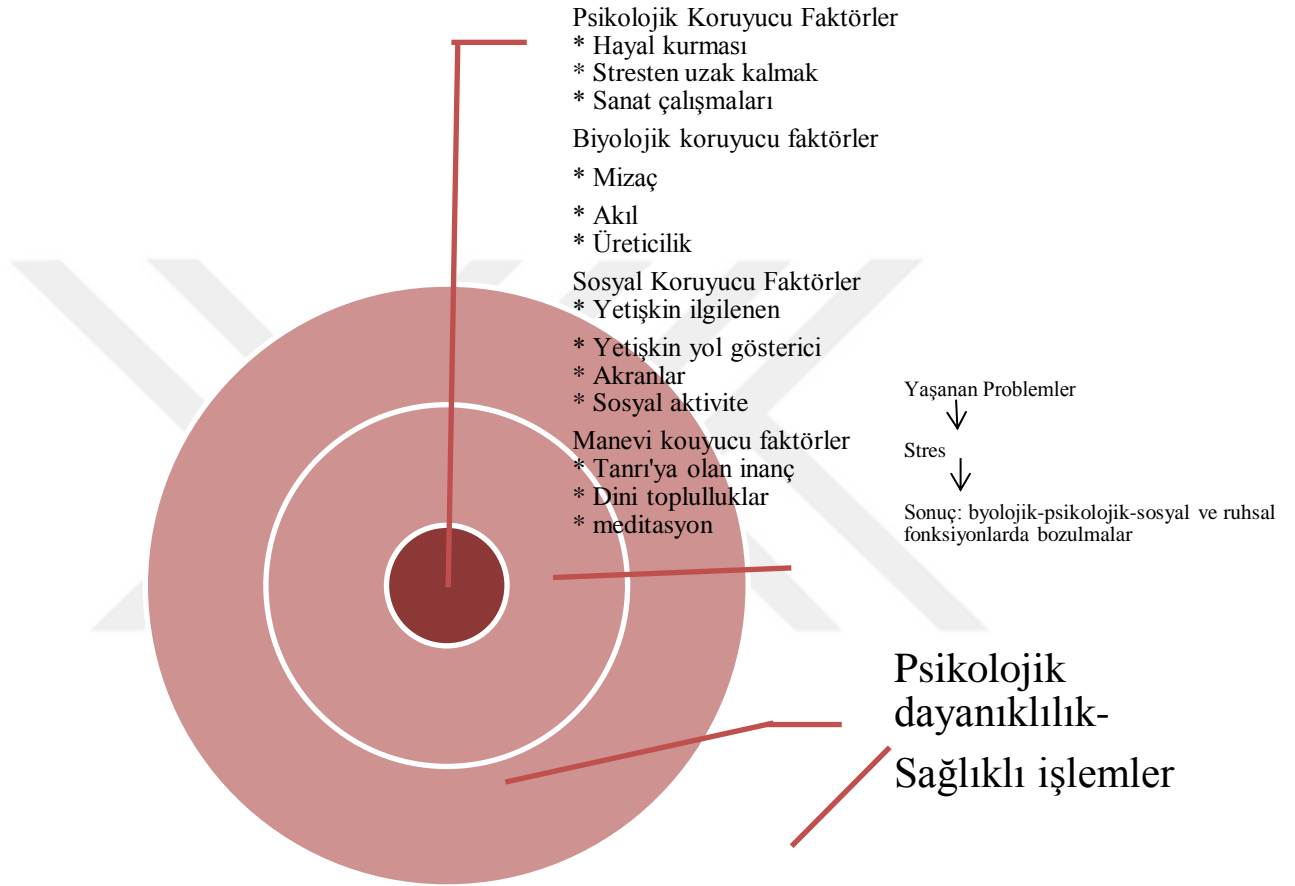 Psikolojik Koruyucu Faktörler
* Hayal kurması
* Stresten uzak kalmak
* Sanat çalışmaları
Biyolojik koruyucu faktörler
* Mizaç
* Akıl
* Üreticilik
Sosyal Koruyucu Faktörler
* Yetişkin ilgilenen
* Yetişkin yol gösterici
* Akranlar
* Sosyal aktivite
Manevi kouyucu faktörler
* Tanrı'ya olan inanç
* Dini toplulluklar
* meditasyon
Yaşanan Problemler
Stres
Sonuç: byolojik-psikolojik-sosyal ve ruhsal
fonksiyonlarda bozulmalar
Psikolojik
dayanıklılık-
Sağlıklı işlemler